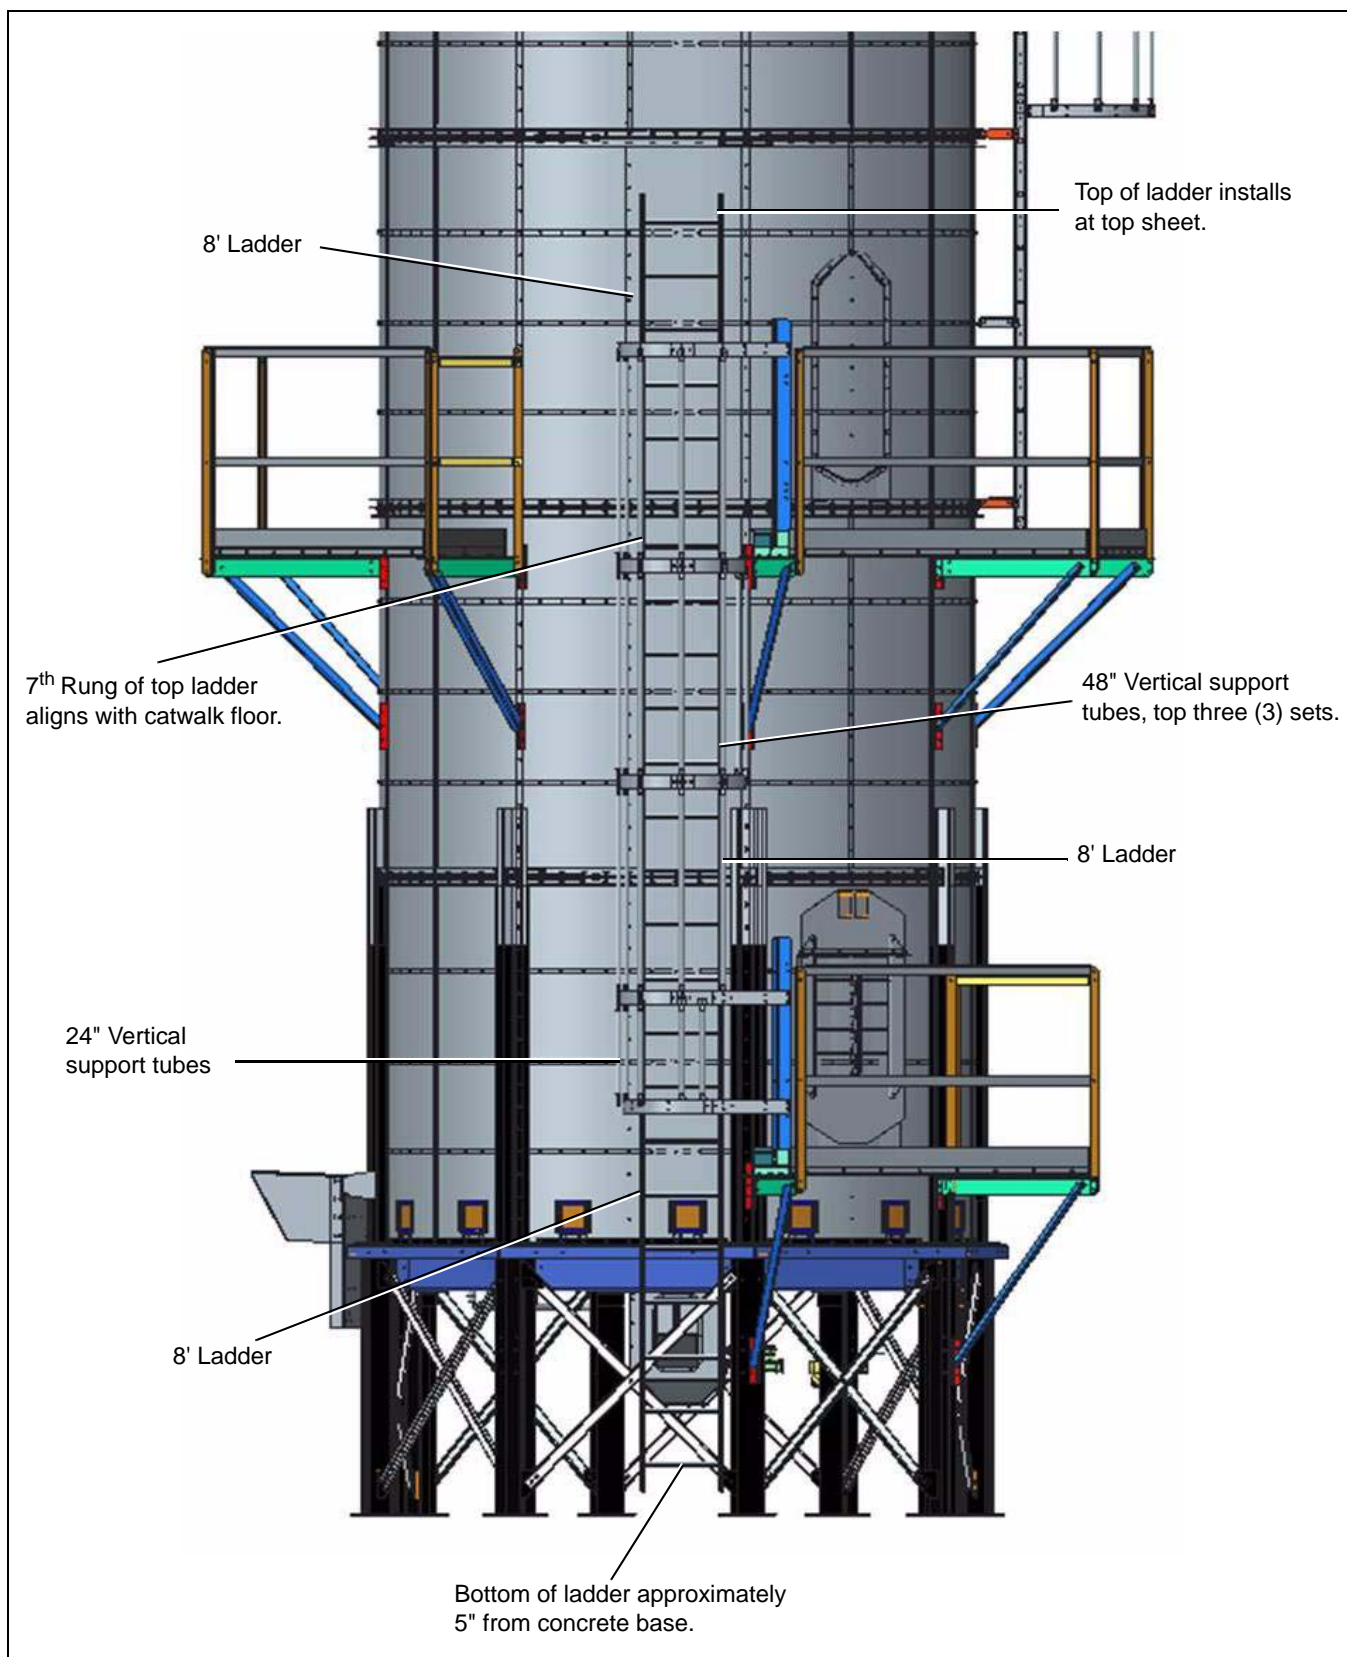 Top of ladder installs
at top sheet.
8' Ladder
7th Rung of top ladder
aligns with catwalk floor.
48" Vertical support
tubes, top three (3) sets.
8' Ladder
24" Vertical
support tubes
8' Ladder
Bottom of ladder approximately
5" from concrete base.